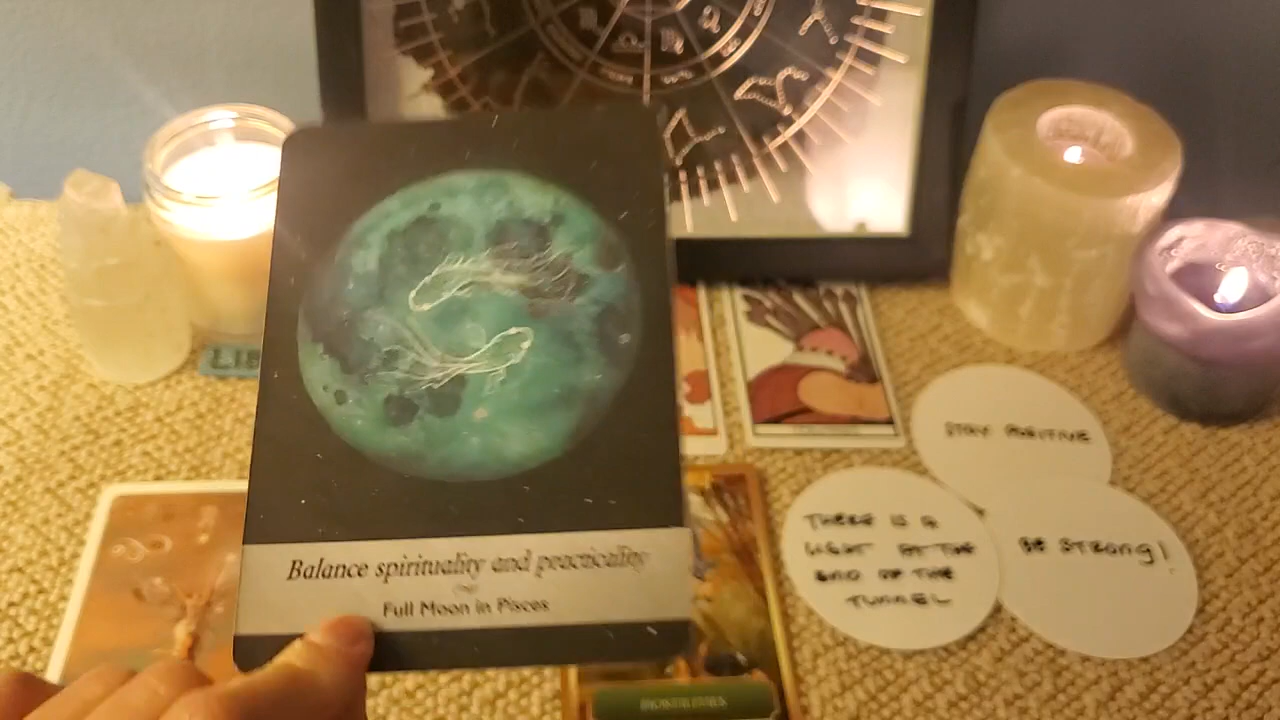 LIB
Balance spirituality and practicality
Full Moon in Pisces
STAY POSITIVE
THERE IS A
LIGHT AT THE
END OF THE
TUNNEL
BE STRONG!